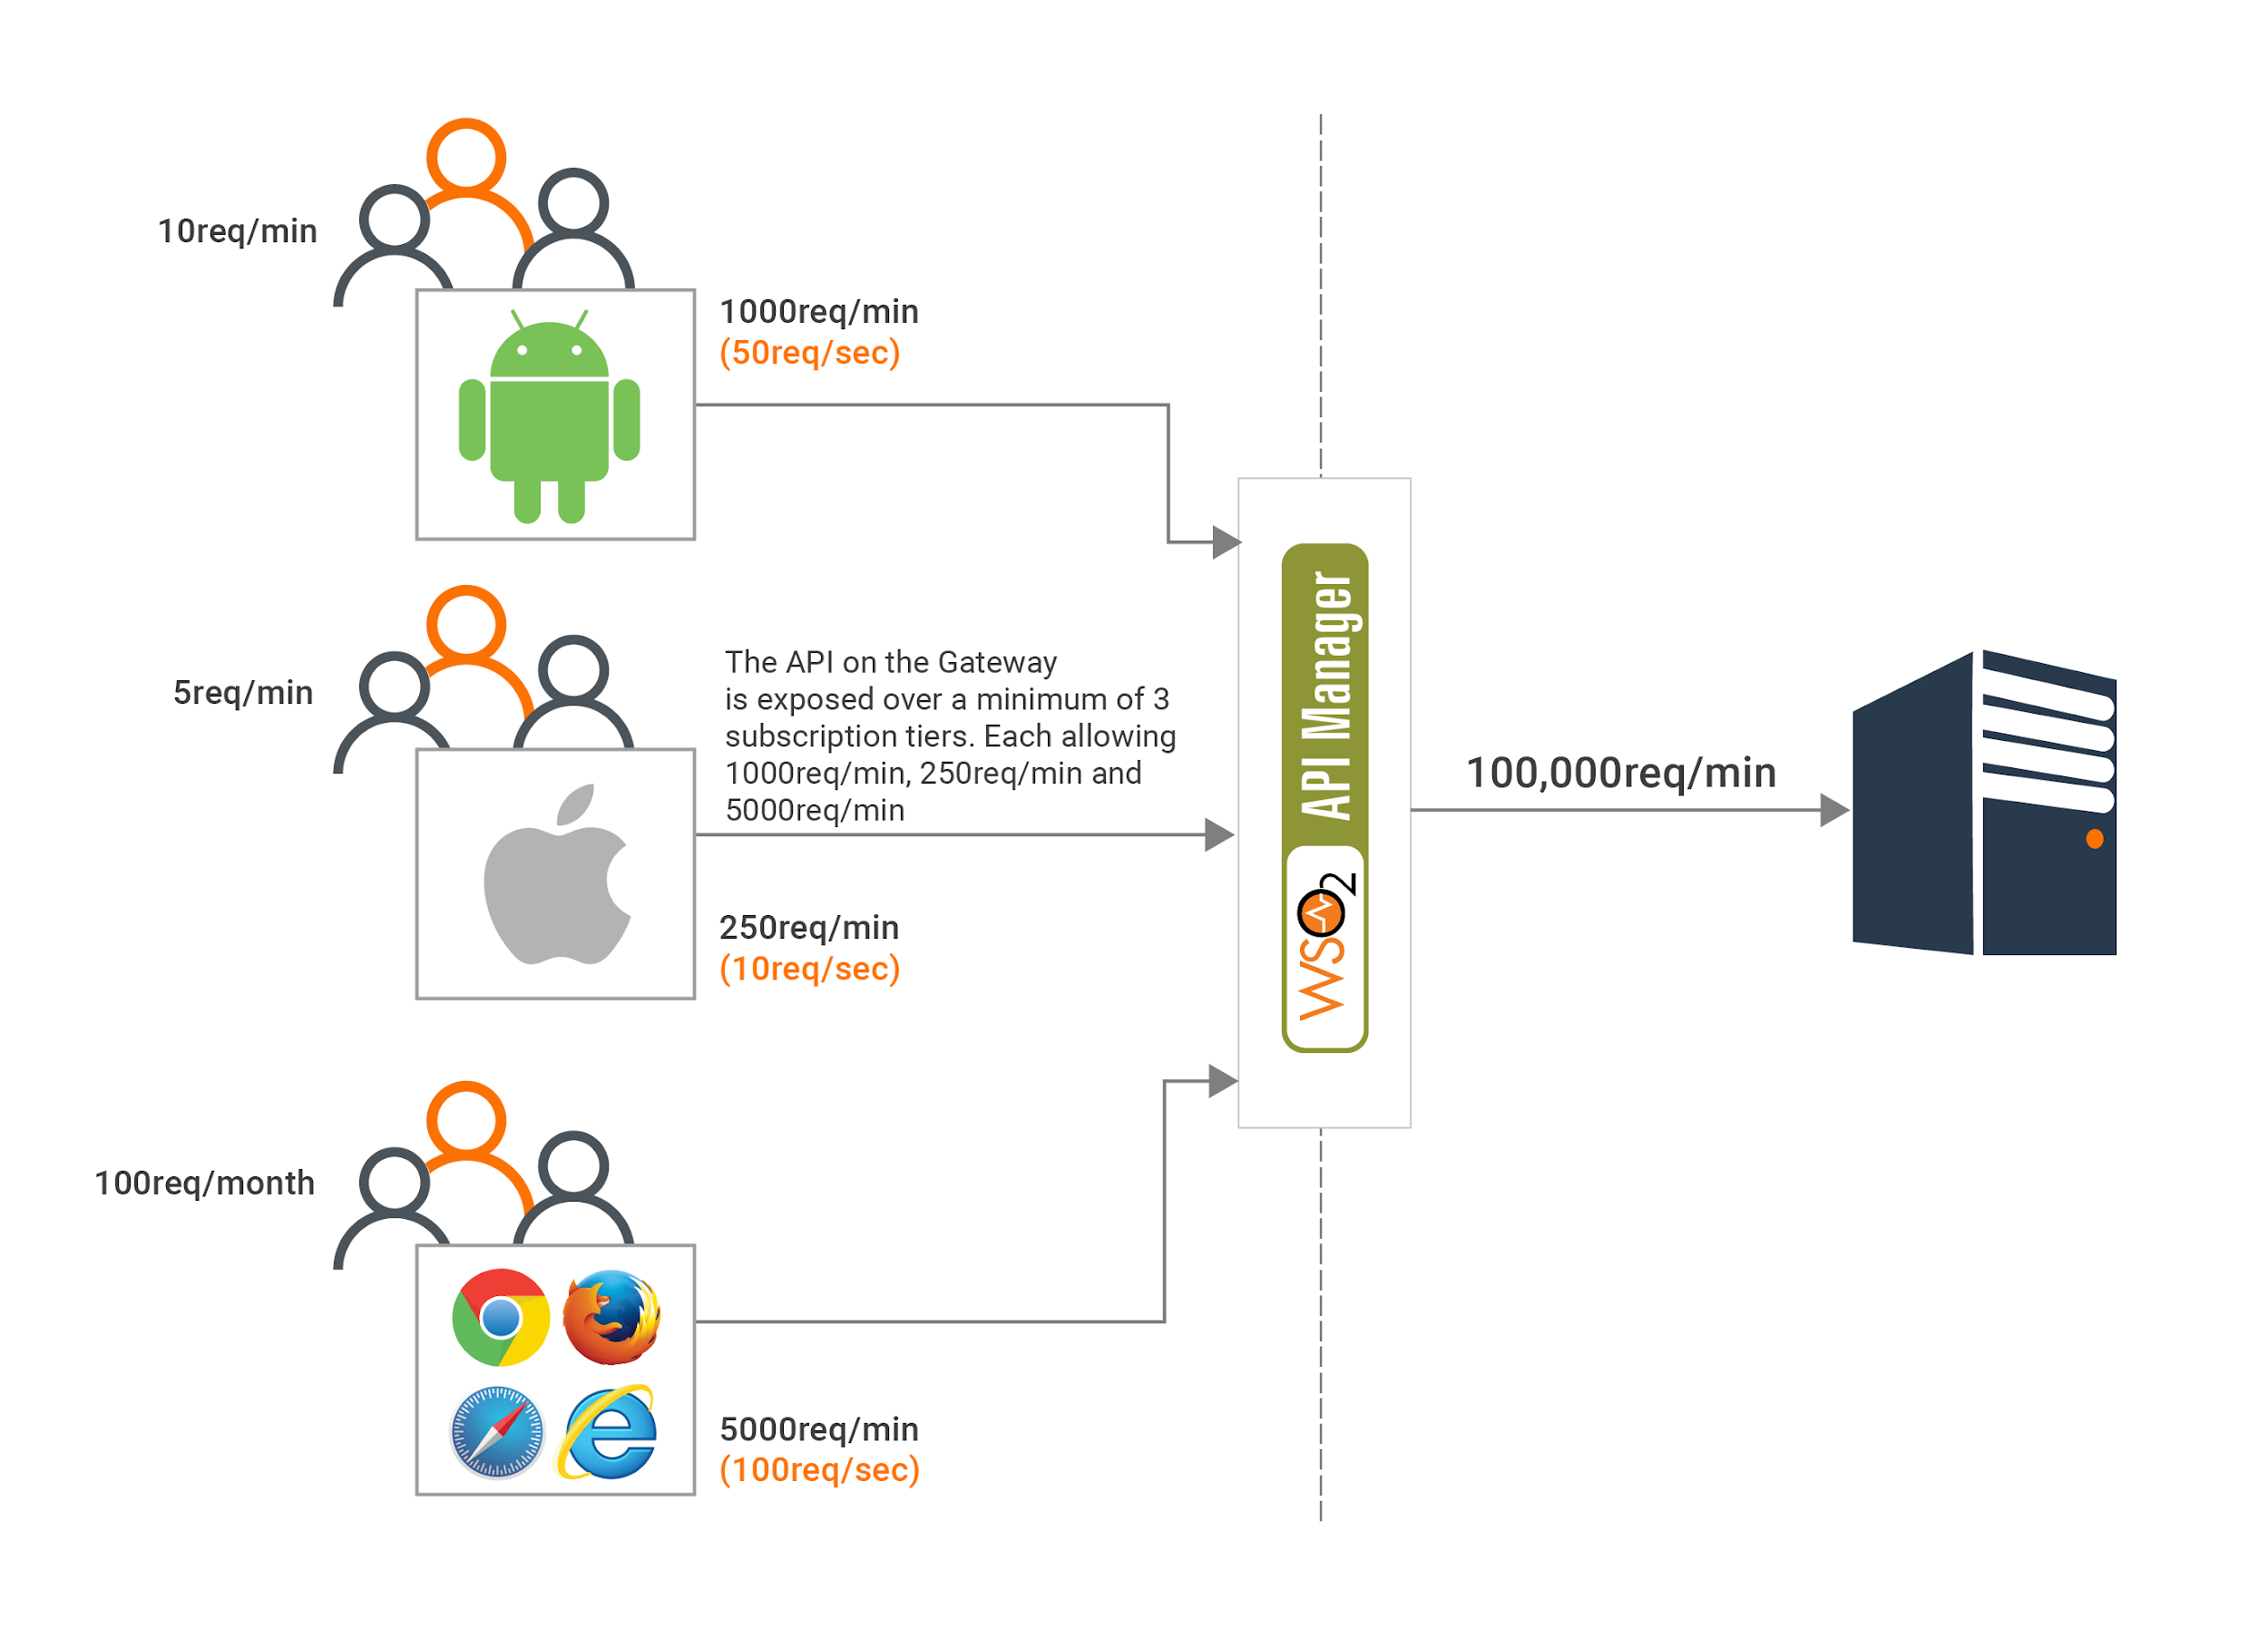 10req/min
1000req/min
(50req/sec)
5req/min
The API on the Gateway
is exposed over a minimum of 3
subscription tiers. Each allowing
1000req/min, 250req/min and
5000req/min
250req/min
(10req/sec)
100req/month
5000req/min
(100req/sec)
WSO2 API Manager
100,000req/min